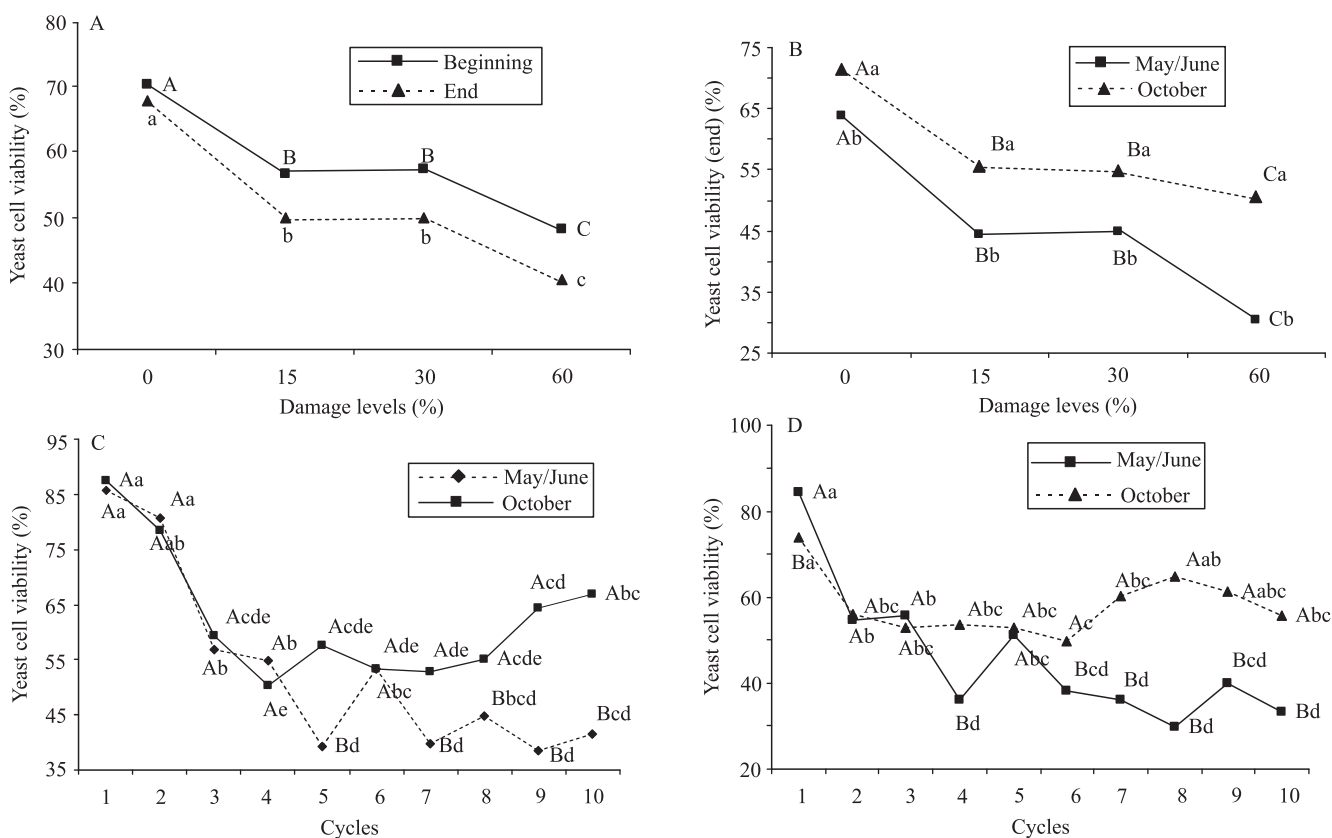 A
Beginning
End
Yeast cell viability (%)
80
70
60
50
40
30
A
a
B
B
b
b
C
c
0 15 30 60
Damage levels (%)
B
May/June
October
Yeast cell viability (end) (%)
75
65
55
45
35
25
Aa
Ab
Ba
Ba
Ca
Bb
Bb
Cb
0 15 30 60
Damage leves (%)
C
May/June
October
Yeast cell viability (%)
95
85
75
65
55
45
35
Aa
Aa
Aa
Aab
Acde
Ab
Ab
Ae
Acde
Bd
Ade
Abc
Ade
Bd
Acde
Bbcd
Acd
Bd
Abc
Bcd
1 2 3 4 5 6 7 8 9 10
Cycles
D
May/June
October
Yeast cell viability (%)
100
80
60
40
20
Aa
Ba
Abc
Ab
Ab
Abc
Abc
Bd
Abc
Abc
Ac
Bcd
Abc
Bd
Aab
Bd
Aabc
Bcd
Abc
Bd
1 2 3 4 5 6 7 8 9 10
Cycles